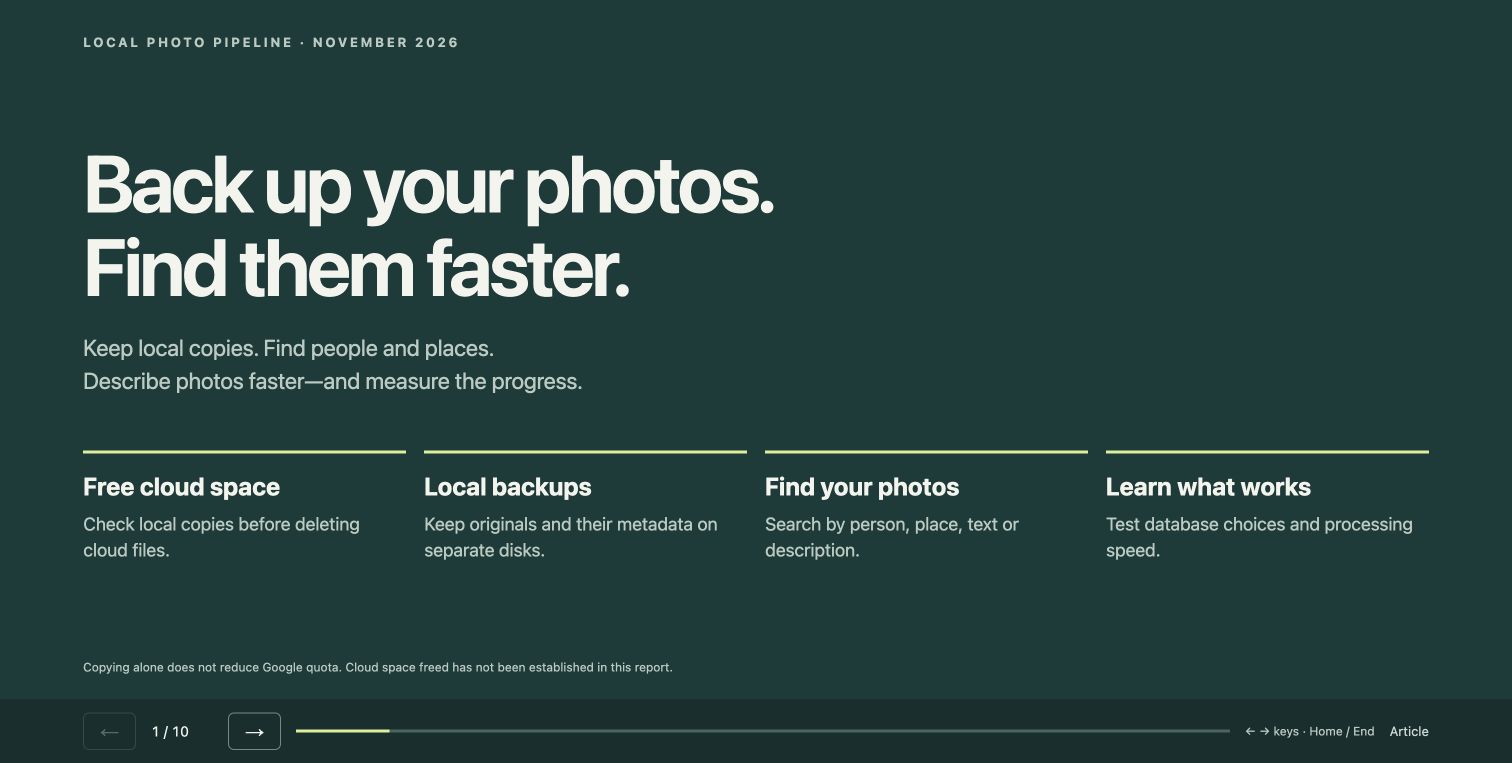 LOCAL PHOTO PIPELINE · NOVEMBER 2026
Back up your photos.
Find them faster.
Keep local copies. Find people and places.
Describe photos faster—and measure the progress.
Free cloud space
Check local copies before deleting
cloud files.
Local backups
Keep originals and their metadata on
separate disks.
Find your photos
Search by person, place, text or
description.
Learn what works
Test database choices and processing
speed.
Copying alone does not reduce Google quota. Cloud space freed has not been established in this report.
← 1 / 10 → ← → keys · Home / End Article